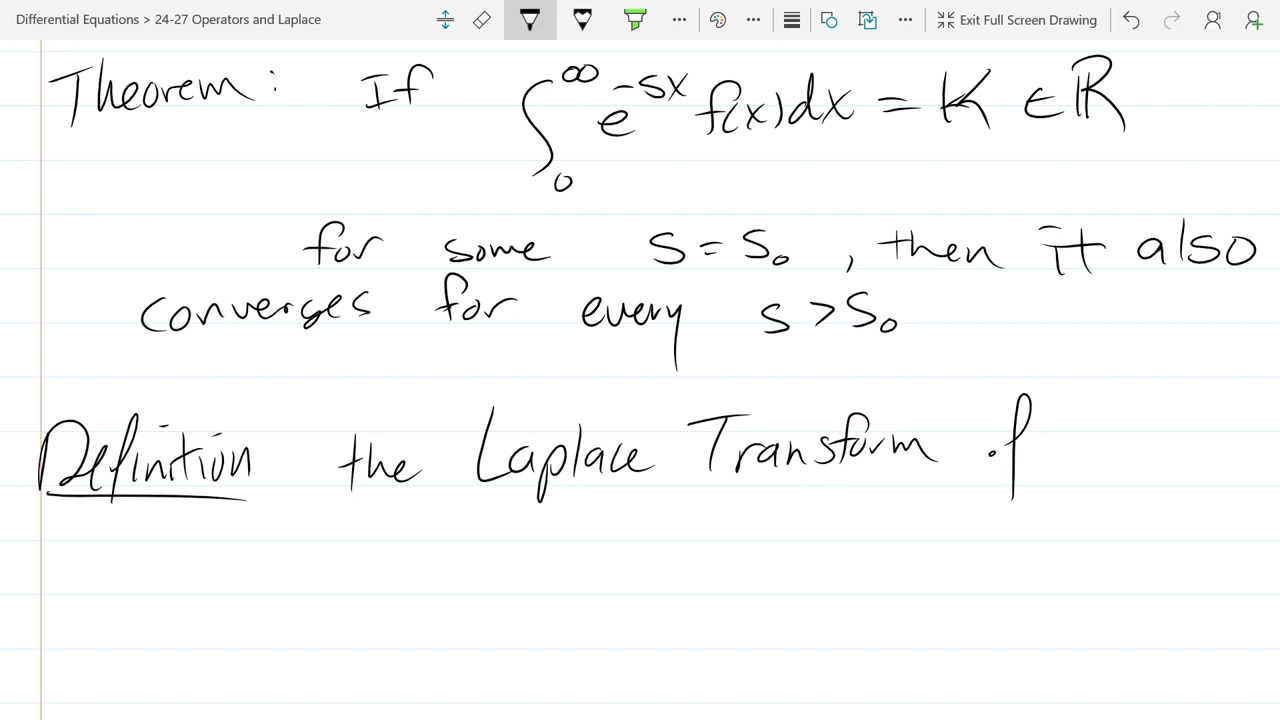 Differential Equations > 24-27 Operators and Laplace
Exit Full Screen Drawing
Theorem: If ∫₀^∞ e^(-sx) f(x)dx = K ∈ ℝ
for some s = s₀, then it also
converges for every s > s₀
Definition the Laplace Transform of